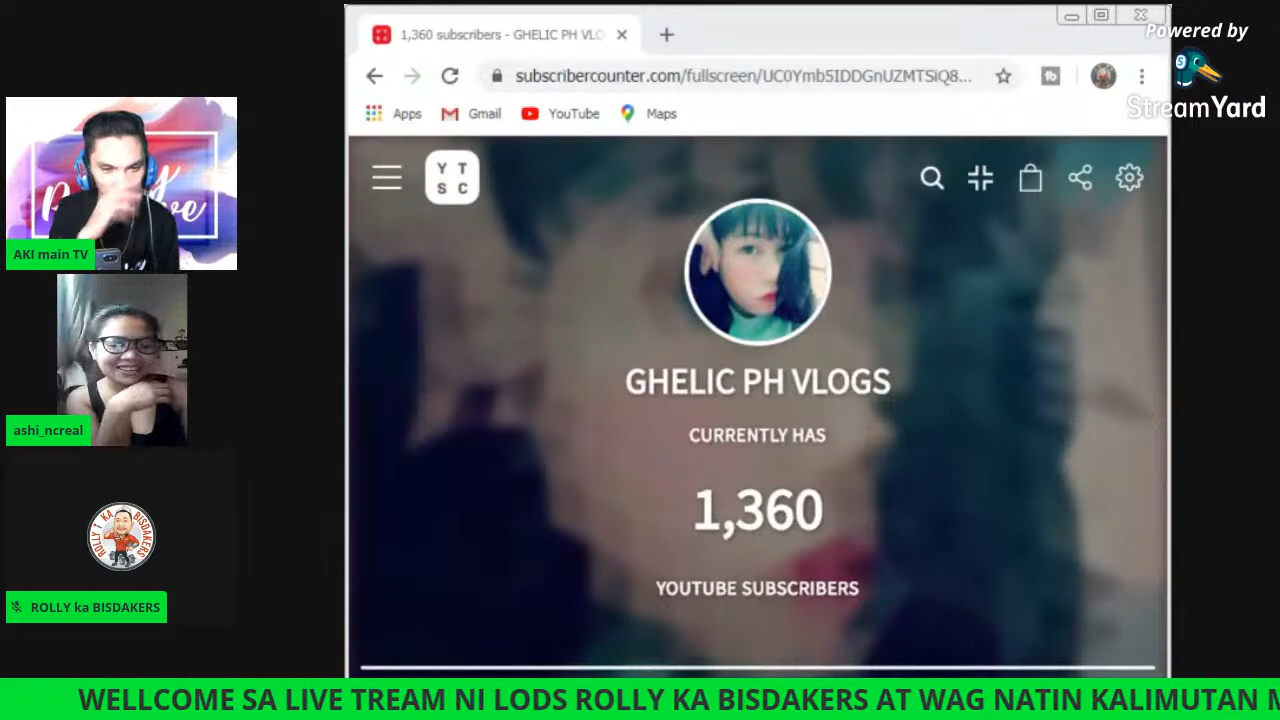 1,360 subscribers - GHELIC PH VLO
subscribercounter.com/fullscreen/UC0Ymb5IDDGnUZMTSiQ8...
Apps
Gmail
YouTube
Maps
Powered by
StreamYard
Y T
S C
AKI main TV
ashi_ncreal
ROLLY ka BISDAKERS
GHELIC PH VLOGS
CURRENTLY HAS
1,360
YOUTUBE SUBSCRIBERS
WELLCOME SA LIVE TREAM NI LODS ROLLY KA BISDAKERS AT WAG NATIN KALIMUTAN M